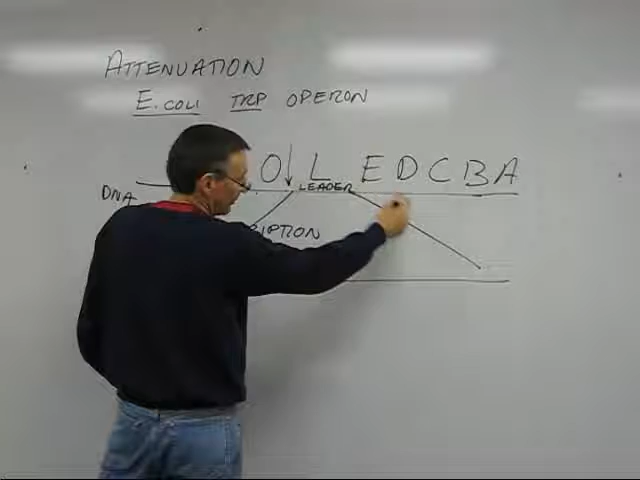 ATTENUATION
E.coli TRP OPERON
O L E D C B A
LEADER
DNA